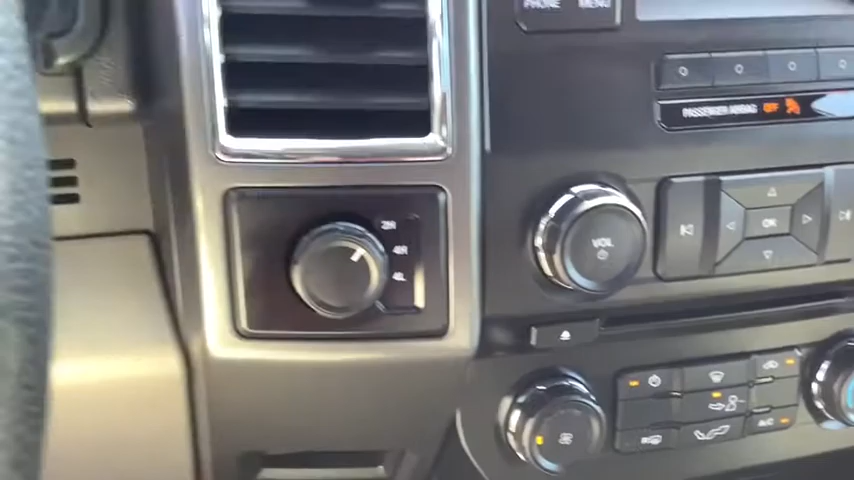 PHONE MENU
PASSENGER AIRBAG OFF
2H
4H
4L
VOL
OK
A/C